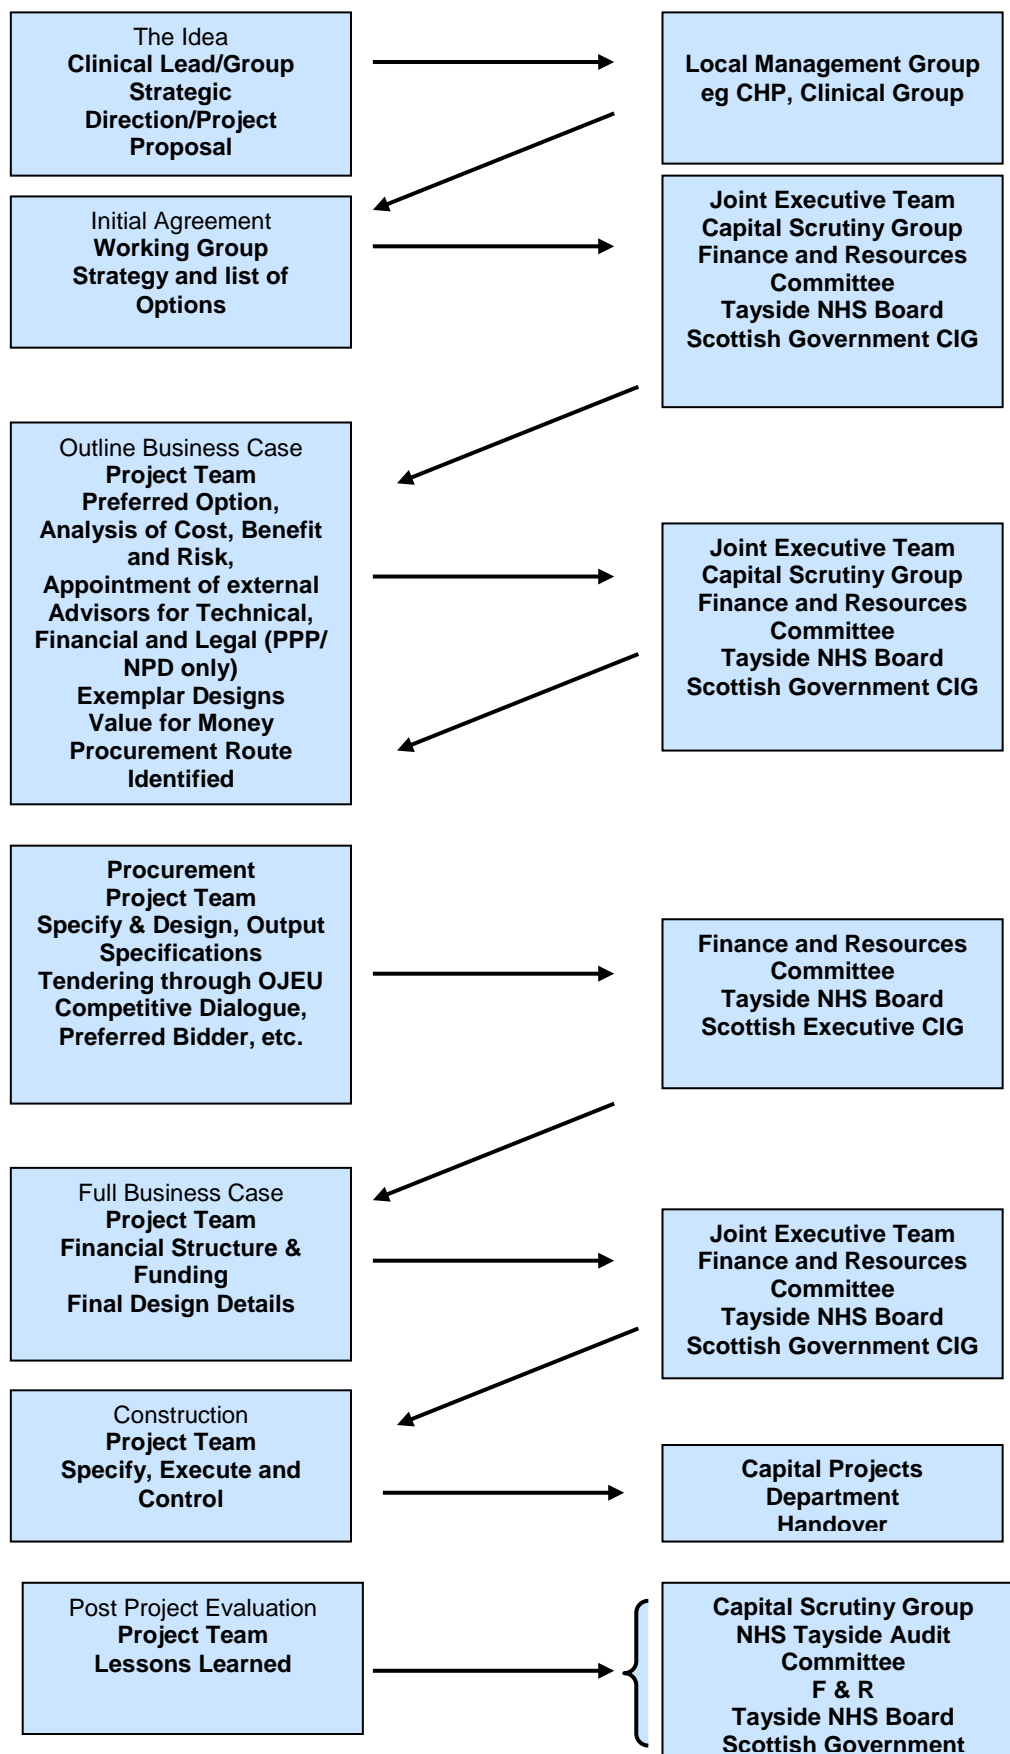 The Idea
Clinical Lead/Group
Strategic
Direction/Project
Proposal
Local Management Group
eg CHP, Clinical Group
Initial Agreement
Working Group
Strategy and list of
Options
Joint Executive Team
Capital Scrutiny Group
Finance and Resources
Committee
Tayside NHS Board
Scottish Government CIG
Outline Business Case
Project Team
Preferred Option,
Analysis of Cost, Benefit
and Risk,
Appointment of external
Advisors for Technical,
Financial and Legal (PPP/
NPD only)
Exemplar Designs
Value for Money
Procurement Route
Identified
Joint Executive Team
Capital Scrutiny Group
Finance and Resources
Committee
Tayside NHS Board
Scottish Government CIG
Procurement
Project Team
Specify & Design, Output
Specifications
Tendering through OJEU
Competitive Dialogue,
Preferred Bidder, etc.
Finance and Resources
Committee
Tayside NHS Board
Scottish Executive CIG
Full Business Case
Project Team
Financial Structure &
Funding
Final Design Details
Joint Executive Team
Finance and Resources
Committee
Tayside NHS Board
Scottish Government CIG
Construction
Project Team
Specify, Execute and
Control
Capital Projects
Department
Handover
Post Project Evaluation
Project Team
Lessons Learned
Capital Scrutiny Group
NHS Tayside Audit
Committee
F & R
Tayside NHS Board
Scottish Government